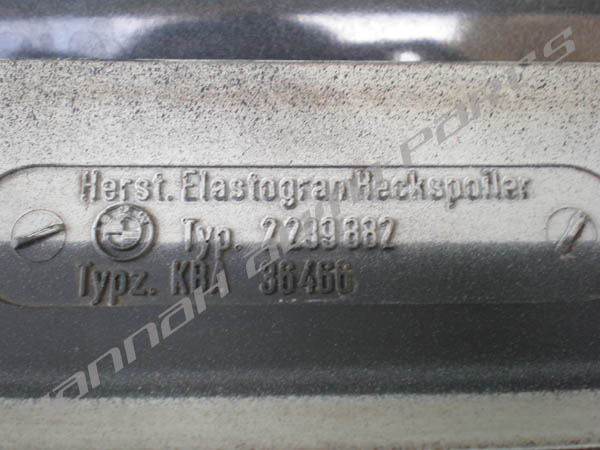 Herst. Elastogran Heckspoiler
Typ. 2 239 882
Typz. KBA 36466